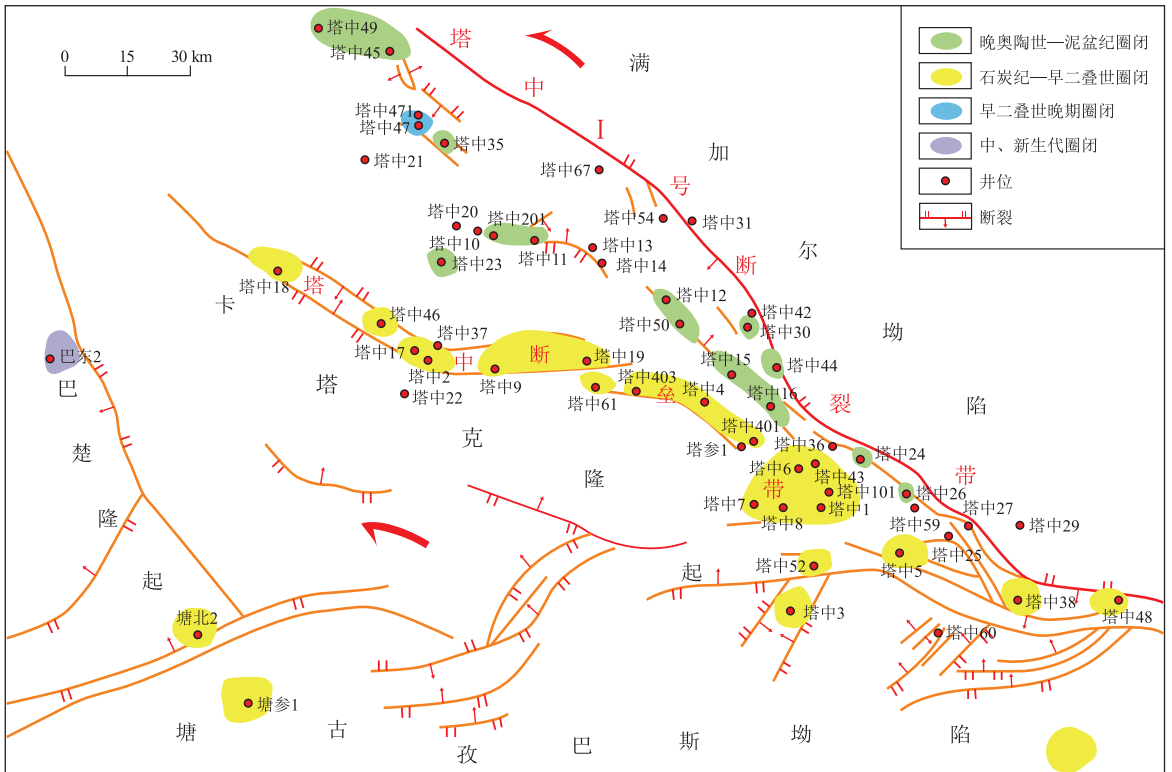 0 15 30 km
晚奥陶世—泥盆纪圈闭
石炭纪—早二叠世圈闭
早二叠世晚期圈闭
中、新生代圈闭
井位
断裂
塔中Ⅰ号断裂带
塔中断垒带
满加尔坳陷
卡塔克隆起
巴楚隆起
塘古孜巴斯坳陷
塔中49
塔中45
塔中471
塔中47
塔中35
塔中21
塔中67
塔中54
塔中31
塔中20
塔中201
塔中10
塔中11
塔中13
塔中14
塔中23
塔中18
塔中12
塔中42
塔中50
塔中30
塔中46
塔中37
塔中17
塔中2
塔中9
塔中19
塔中22
塔中15
塔中44
塔中403
塔中4
塔中61
塔中16
塔中401
塔参1
塔中36
塔中24
塔中6
塔中43
塔中101
塔中26
塔中7
塔中8
塔中1
塔中59
塔中27
塔中29
塔中25
塔中52
塔中5
塔中38
塔中48
塔中3
塔中60
巴东2
塘北2
塘参1